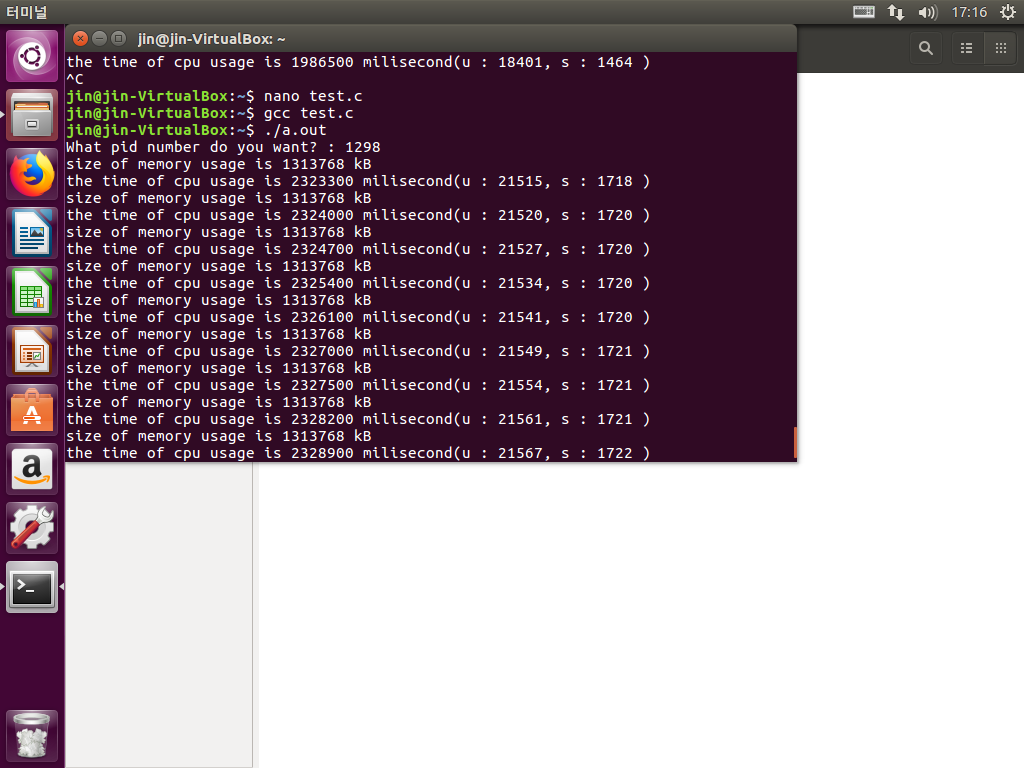 터미널
17:16
jin@jin-VirtualBox: ~
the time of cpu usage is 1986500 milisecond(u : 18401, s : 1464 )
^C
jin@jin-VirtualBox:~$ nano test.c
jin@jin-VirtualBox:~$ gcc test.c
jin@jin-VirtualBox:~$ ./a.out
What pid number do you want? : 1298
size of memory usage is 1313768 kB
the time of cpu usage is 2323300 milisecond(u : 21515, s : 1718 )
size of memory usage is 1313768 kB
the time of cpu usage is 2324000 milisecond(u : 21520, s : 1720 )
size of memory usage is 1313768 kB
the time of cpu usage is 2324700 milisecond(u : 21527, s : 1720 )
size of memory usage is 1313768 kB
the time of cpu usage is 2325400 milisecond(u : 21534, s : 1720 )
size of memory usage is 1313768 kB
the time of cpu usage is 2326100 milisecond(u : 21541, s : 1720 )
size of memory usage is 1313768 kB
the time of cpu usage is 2327000 milisecond(u : 21549, s : 1721 )
size of memory usage is 1313768 kB
the time of cpu usage is 2327500 milisecond(u : 21554, s : 1721 )
size of memory usage is 1313768 kB
the time of cpu usage is 2328200 milisecond(u : 21561, s : 1721 )
size of memory usage is 1313768 kB
the time of cpu usage is 2328900 milisecond(u : 21567, s : 1722 )